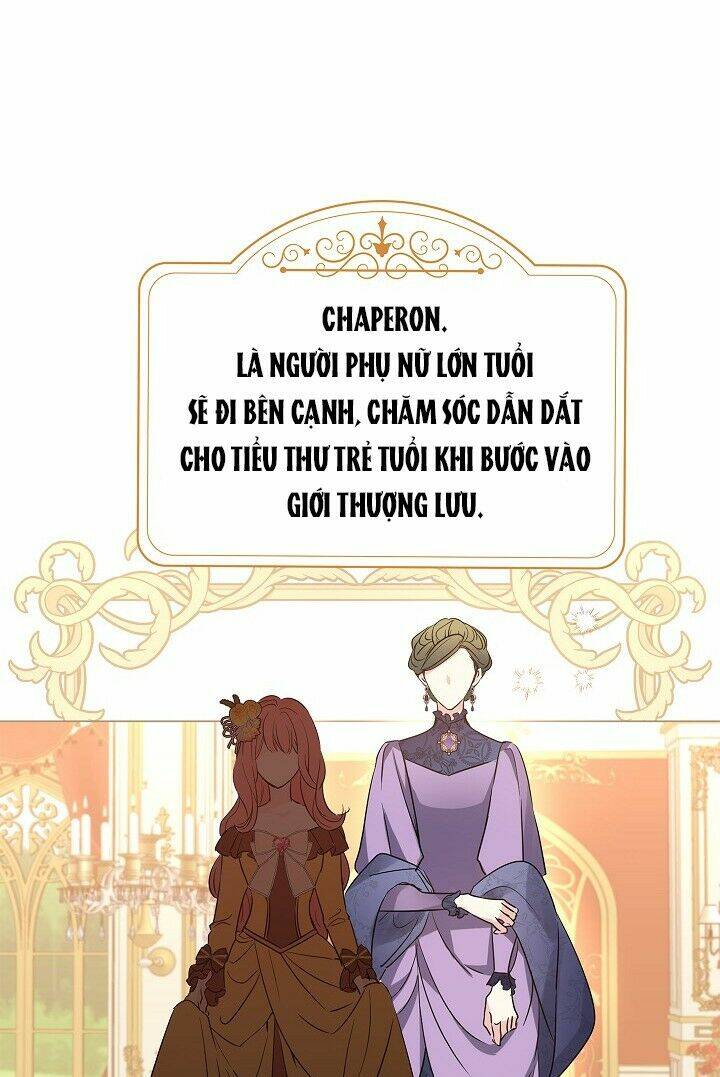 CHAPERON.
LÀ NGƯỜI PHỤ NỮ LỚN TUỔI
SẼ ĐI BÊN CẠNH, CHĂM SÓC DẪN DẮT
CHO TIỂU THƯ TRẺ TUỔI KHI BƯỚC VÀO
GIỚI THƯỢNG LƯU.